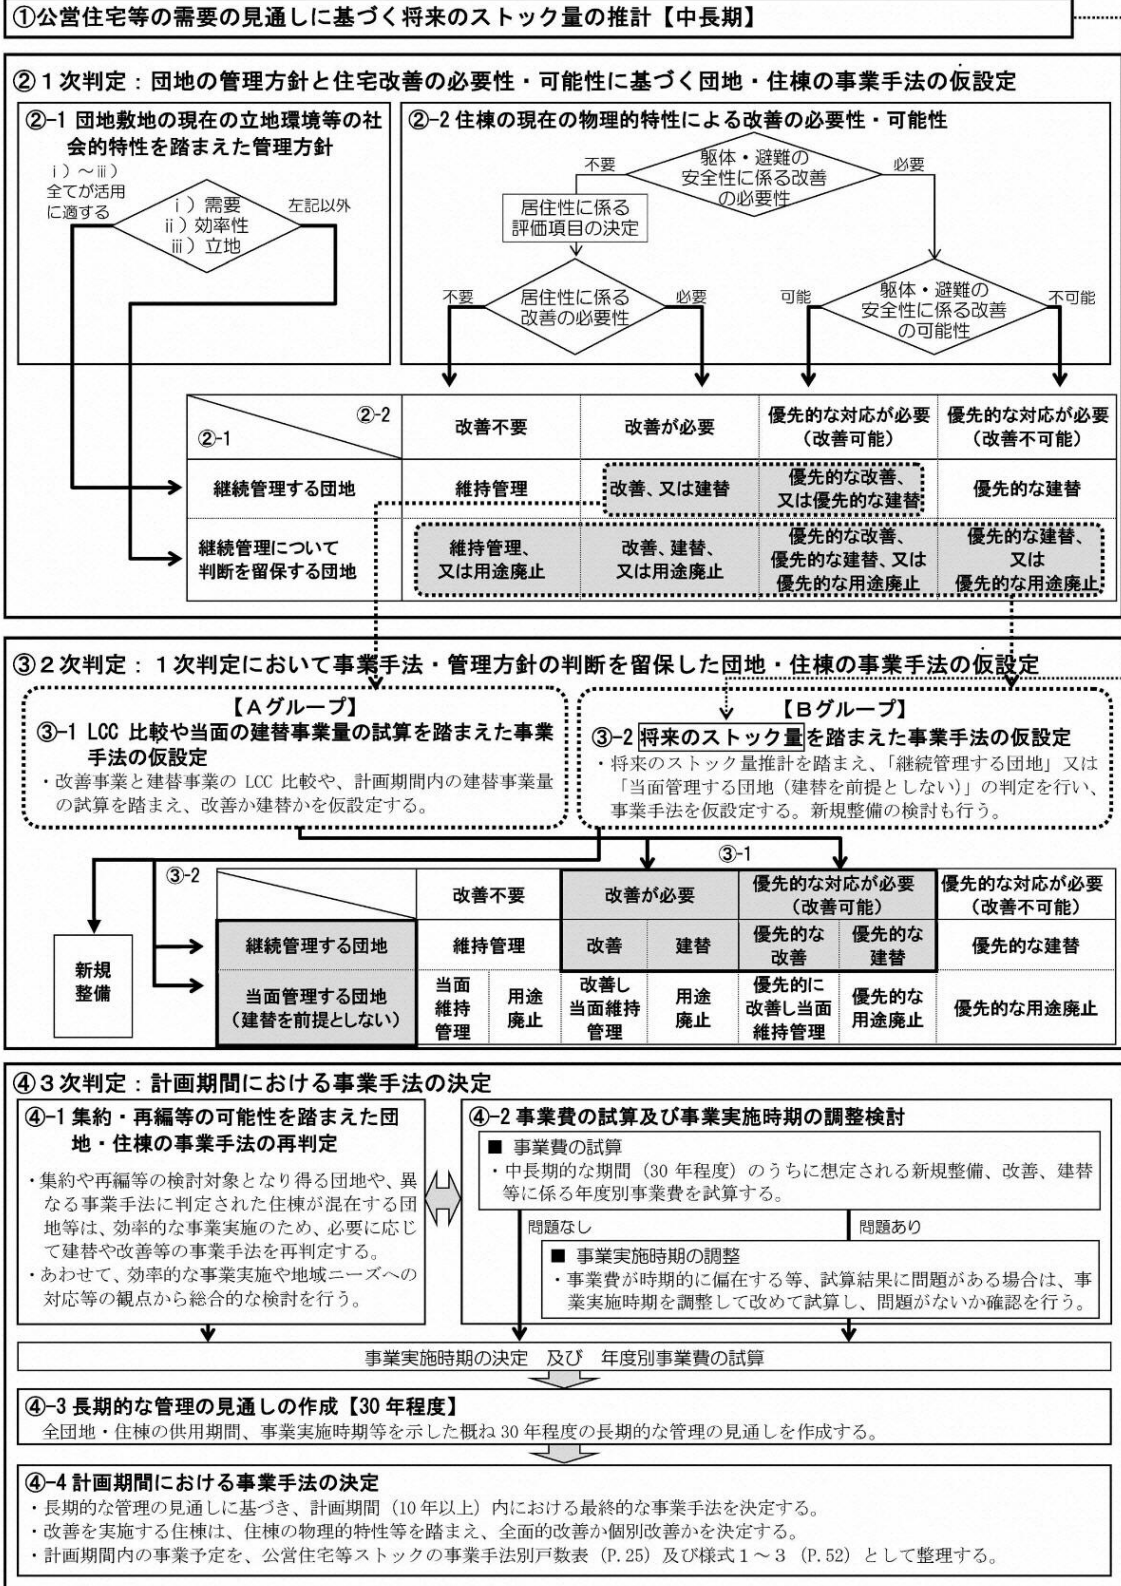 ①公営住宅等の需要の見通しに基づく将来のストック量の推計【中長期】
②１次判定：団地の管理方針と住宅改善の必要性・可能性に基づく団地・住棟の事業手法の仮設定
②-1 団地敷地の現在の立地環境等の社
会的特性を踏まえた管理方針
ⅰ）～ⅲ）
全てが活用
に適する
ⅰ）需要
ⅱ）効率性
ⅲ）立地
左記以外
②-2 住棟の現在の物理的特性による改善の必要性・可能性
不要
躯体・避難の
安全性に係る改善
の必要性
必要
居住性に係る
評価項目の決定
不要
居住性に係る
改善の必要性
必要
可能
躯体・避難の
安全性に係る改善
の可能性
不可能
②-2
②-1
改善不要
改善が必要
優先的な対応が必要
（改善可能）
優先的な対応が必要
（改善不可能）
継続管理する団地
維持管理
改善、又は建替
優先的な改善、
又は優先的な建替
優先的な建替
継続管理について
判断を留保する団地
維持管理、
又は用途廃止
改善、建替、
又は用途廃止
優先的な改善、
優先的な建替、又は
優先的な用途廃止
優先的な建替、
又は
優先的な用途廃止
③２次判定：１次判定において事業手法・管理方針の判断を留保した団地・住棟の事業手法の仮設定
【Ａグループ】
③-1 LCC 比較や当面の建替事業量の試算を踏まえた事業
手法の仮設定
・改善事業と建替事業の LCC 比較や、計画期間内の建替事業量
の試算を踏まえ、改善か建替かを仮設定する。
【Ｂグループ】
③-2 将来のストック量を踏まえた事業手法の仮設定
・将来のストック量推計を踏まえ、「継続管理する団地」又は
「当面管理する団地（建替を前提としない）」の判定を行い、
事業手法を仮設定する。新規整備の検討も行う。
③-2
③-1
改善不要
改善が必要
優先的な対応が必要
（改善可能）
優先的な対応が必要
（改善不可能）
新規
整備
継続管理する団地
維持管理
改善
建替
優先的な
改善
優先的な
建替
優先的な建替
当面管理する団地
（建替を前提としない）
当面
維持
管理
用途
廃止
改善し
当面維持
管理
用途
廃止
優先的に
改善し当面
維持管理
優先的な
用途廃止
優先的な用途廃止
④３次判定：計画期間における事業手法の決定
④-1 集約・再編等の可能性を踏まえた団
地・住棟の事業手法の再判定
・集約や再編等の検討対象となり得る団地や、異
なる事業手法に判定された住棟が混在する団
地等は、効率的な事業実施のため、必要に応じ
て建替や改善等の事業手法を再判定する。
・あわせて、効率的な事業実施や地域ニーズへの
対応等の観点から総合的な検討を行う。
④-2 事業費の試算及び事業実施時期の調整検討
■ 事業費の試算
・中長期的な期間（30 年程度）のうちに想定される新規整備、改善、建替
等に係る年度別事業費を試算する。
問題なし
問題あり
■ 事業実施時期の調整
・事業費が時期的に偏在する等、試算結果に問題がある場合は、事
業実施時期を調整して改めて試算し、問題がないか確認を行う。
事業実施時期の決定　及び　年度別事業費の試算
④-3 長期的な管理の見通しの作成【30 年程度】
全団地・住棟の供用期間、事業実施時期等を示した概ね 30 年程度の長期的な管理の見通しを作成する。
④-4 計画期間における事業手法の決定
・長期的な管理の見通しに基づき、計画期間（10 年以上）内における最終的な事業手法を決定する。
・改善を実施する住棟は、住棟の物理的特性等を踏まえ、全面的改善か個別改善かを決定する。
・計画期間内の事業予定を、公営住宅等ストックの事業手法別戸数表（P.25）及び様式１～３（P.52）として整理する。